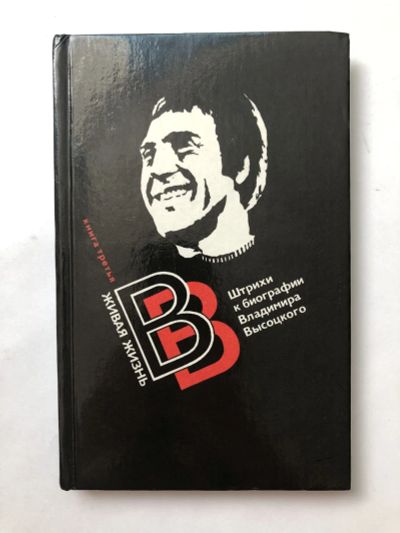 книга третья
ЖИВАЯ ЖИЗНЬ
ВВ
Штрихи
к биографии
Владимира
Высоцкого